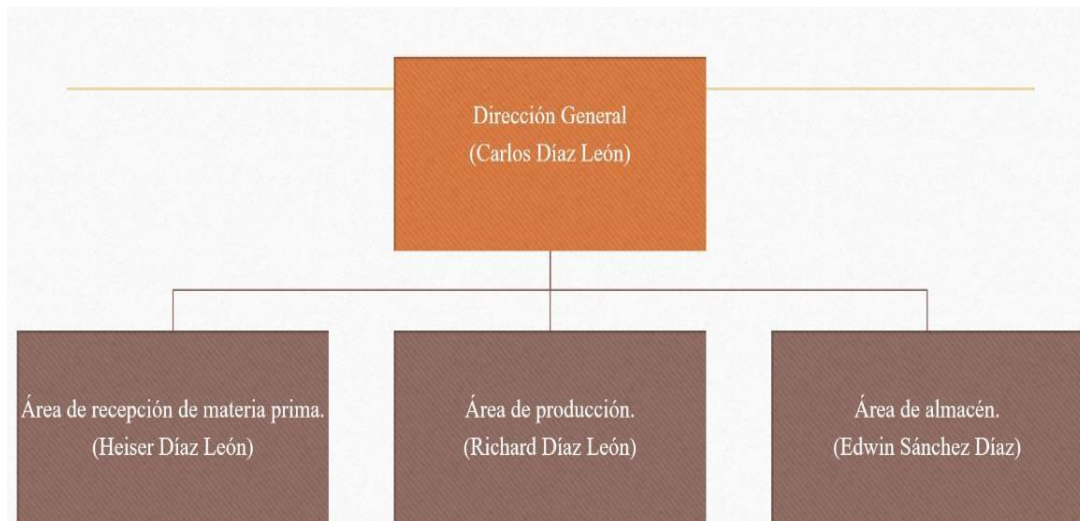 Dirección General
(Carlos Díaz León)
Área de recepción de materia prima.
(Heiser Díaz León)
Área de producción.
(Richard Díaz León)
Área de almacén.
(Edwin Sánchez Díaz)